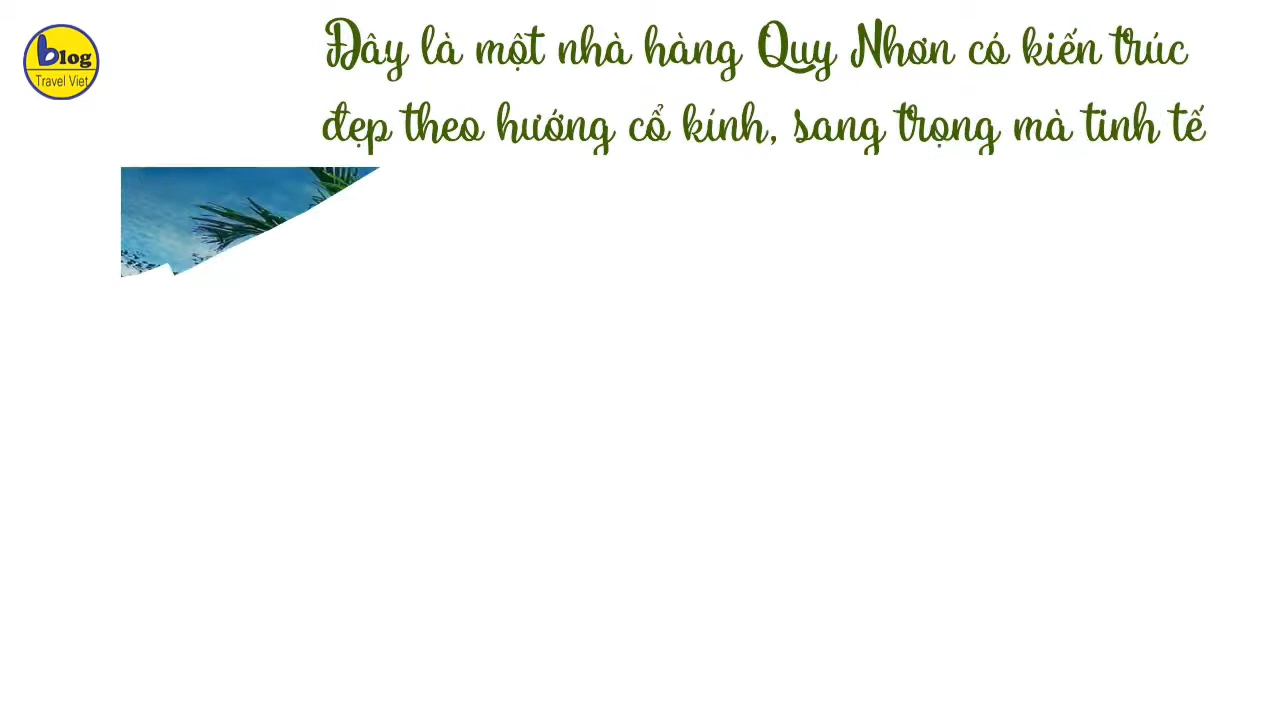 blog
Travel Viet
Đây là một nhà hàng Quy Nhơn có kiến trúc
đẹp theo hướng cổ kính, sang trọng mà tinh tế